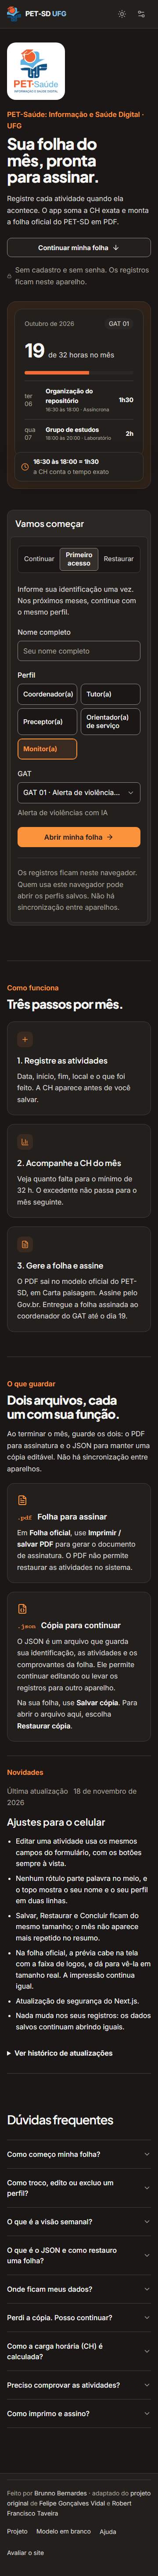 PET-SD UFG
PET
Saúde
INFORMAÇÃO
PET-Saúde: Informação e Saúde Digital ·
UFG
Sua folha do
mês, pronta
para assinar.
Registre cada atividade quando ela
acontece. O app soma a CH exata e monta
a folha oficial do PET-SD em PDF.
Continuar minha folha
Sem cadastro e sem senha. Os registros
ficam neste aparelho.
Outubro de 2026 GAT 01
19 de 32 horas no mês
ter
06
Organização do
repositório
16:30 às 18:00 · Assíncrona
1h30
qua
07
Grupo de estudos
18:00 às 20:00 · Laboratório
2h
16:30 às 18:00 = 1h30
a CH conta o tempo exato
Vamos começar
Continuar
Primeiro
acesso
Restaurar
Informe sua identificação uma vez.
Nos próximos meses, continue com
o mesmo perfil.
Nome completo
Seu nome completo
Perfil
Coordenador(a) Tutor(a)
Preceptor(a)
Orientador(a)
de serviço
Monitor(a)
GAT
GAT 01 · Alerta de violência...
Alerta de violências com IA
Abrir minha folha
Os registros ficam neste navegador.
Quem usa este navegador pode
abrir os perfis salvos. Não há
sincronização entre aparelhos.
Como funciona
Três passos por mês.
1. Registre as atividades
Data, início, fim, local e o que foi
feito. A CH aparece antes de você
salvar.
2. Acompanhe a CH do mês
Veja quanto falta para o mínimo de
32 h. O excedente não passa para o
mês seguinte.
3. Gere a folha e assine
O PDF sai no modelo oficial do PET-
SD, em Carta paisagem. Assine pelo
Gov.br. Entregue a folha assinada ao
coordenador do GAT até o dia 19.
O que guardar
Dois arquivos, cada
um com sua função.
Ao terminar o mês, guarde os dois: o PDF
para assinatura e o JSON para manter uma
cópia editável. Não há sincronização entre
aparelhos.
.pdf Folha para assinar
Em Folha oficial, use Imprimir /
salvar PDF para gerar o documento
de assinatura. O PDF não permite
restaurar as atividades no sistema.
.json Cópia para continuar
O JSON é um arquivo que guarda
sua identificação, as atividades e os
comprovantes da folha. Ele permite
continuar editando ou levar os
registros para outro aparelho.
Na sua folha, use Salvar cópia. Para
abrir o arquivo aqui, escolha
Restaurar cópia.
Novidades
Última atualização 18 de novembro de
2026
Ajustes para o celular
Editar uma atividade usa os mesmos
campos do formulário, com os botões
sempre à vista.
Nenhum rótulo parte palavra no meio, e
o topo mostra o seu nome e o seu perfil
em duas linhas.
Salvar, Restaurar e Concluir ficam do
mesmo tamanho; o mês não aparece
mais repetido no resumo.
Na folha oficial, a prévia cabe na tela
com a faixa de logos, e dá para vê-la em
tamanho real. A impressão continua
igual.
Atualização de segurança do Next.js.
Nada muda nos seus registros: os dados
salvos continuam abrindo iguais.
Ver histórico de atualizações
Dúvidas frequentes
Como começo minha folha?
Como troco, edito ou excluo um
perfil?
O que é a visão semanal?
O que é o JSON e como restauro
uma folha?
Onde ficam meus dados?
Perdi a cópia. Posso continuar?
Como a carga horária (CH) é
calculada?
Preciso comprovar as atividades?
Como imprimo e assino?
Feito por Brunno Bernardes · adaptado do projeto
original de Felipe Gonçalves Vidal e Robert
Francisco Taveira
Projeto Modelo em branco Ajuda
Avaliar o site